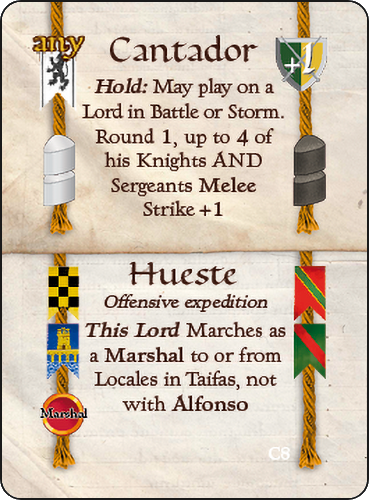 any
Cantador
Hold: May play on a
Lord in Battle or Storm.
Round 1, up to 4 of
his Knights AND
Sergeants Melee
Strike +1
Hueste
Offensive expedition
This Lord Marches as
a Marshal to or from
Locales in Taifas, not
with Alfonso
Marshal
C8